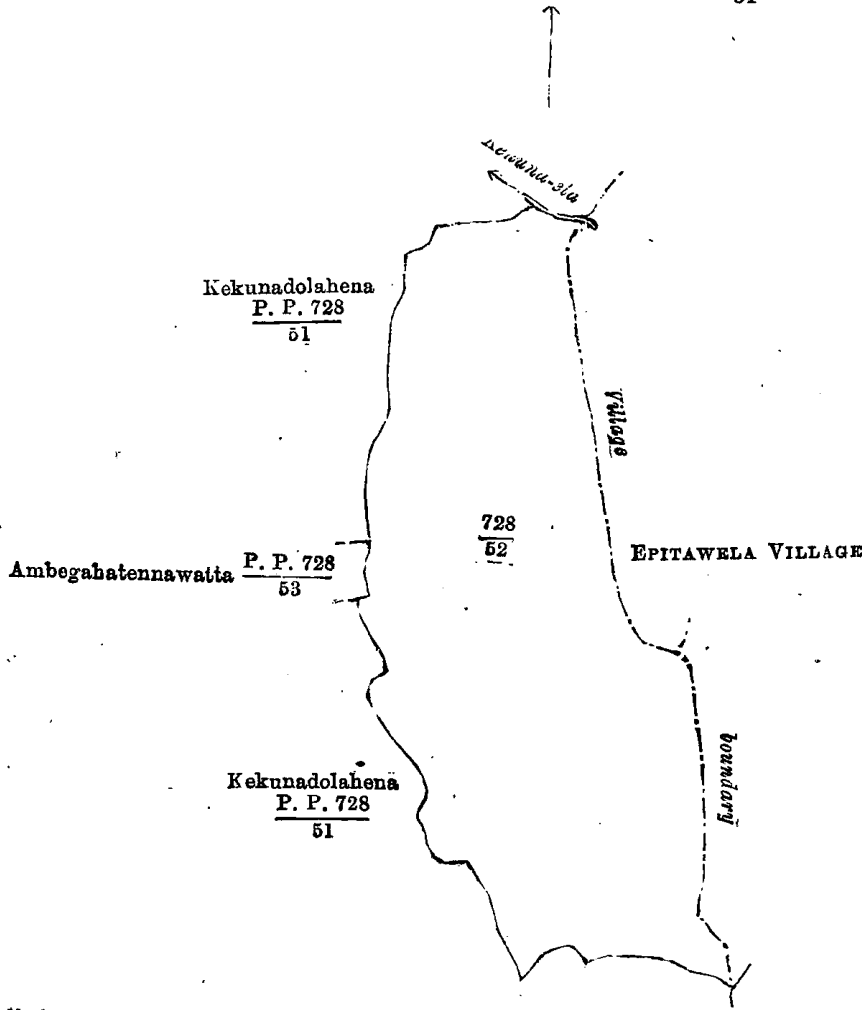 Kekunadolahena
P. P. 728
51
Village
728
52
EPITAWELA VILLAGE
Ambegahatennawatta P. P. 728
53
boundary
Kekunadolahena
P. P. 728
51